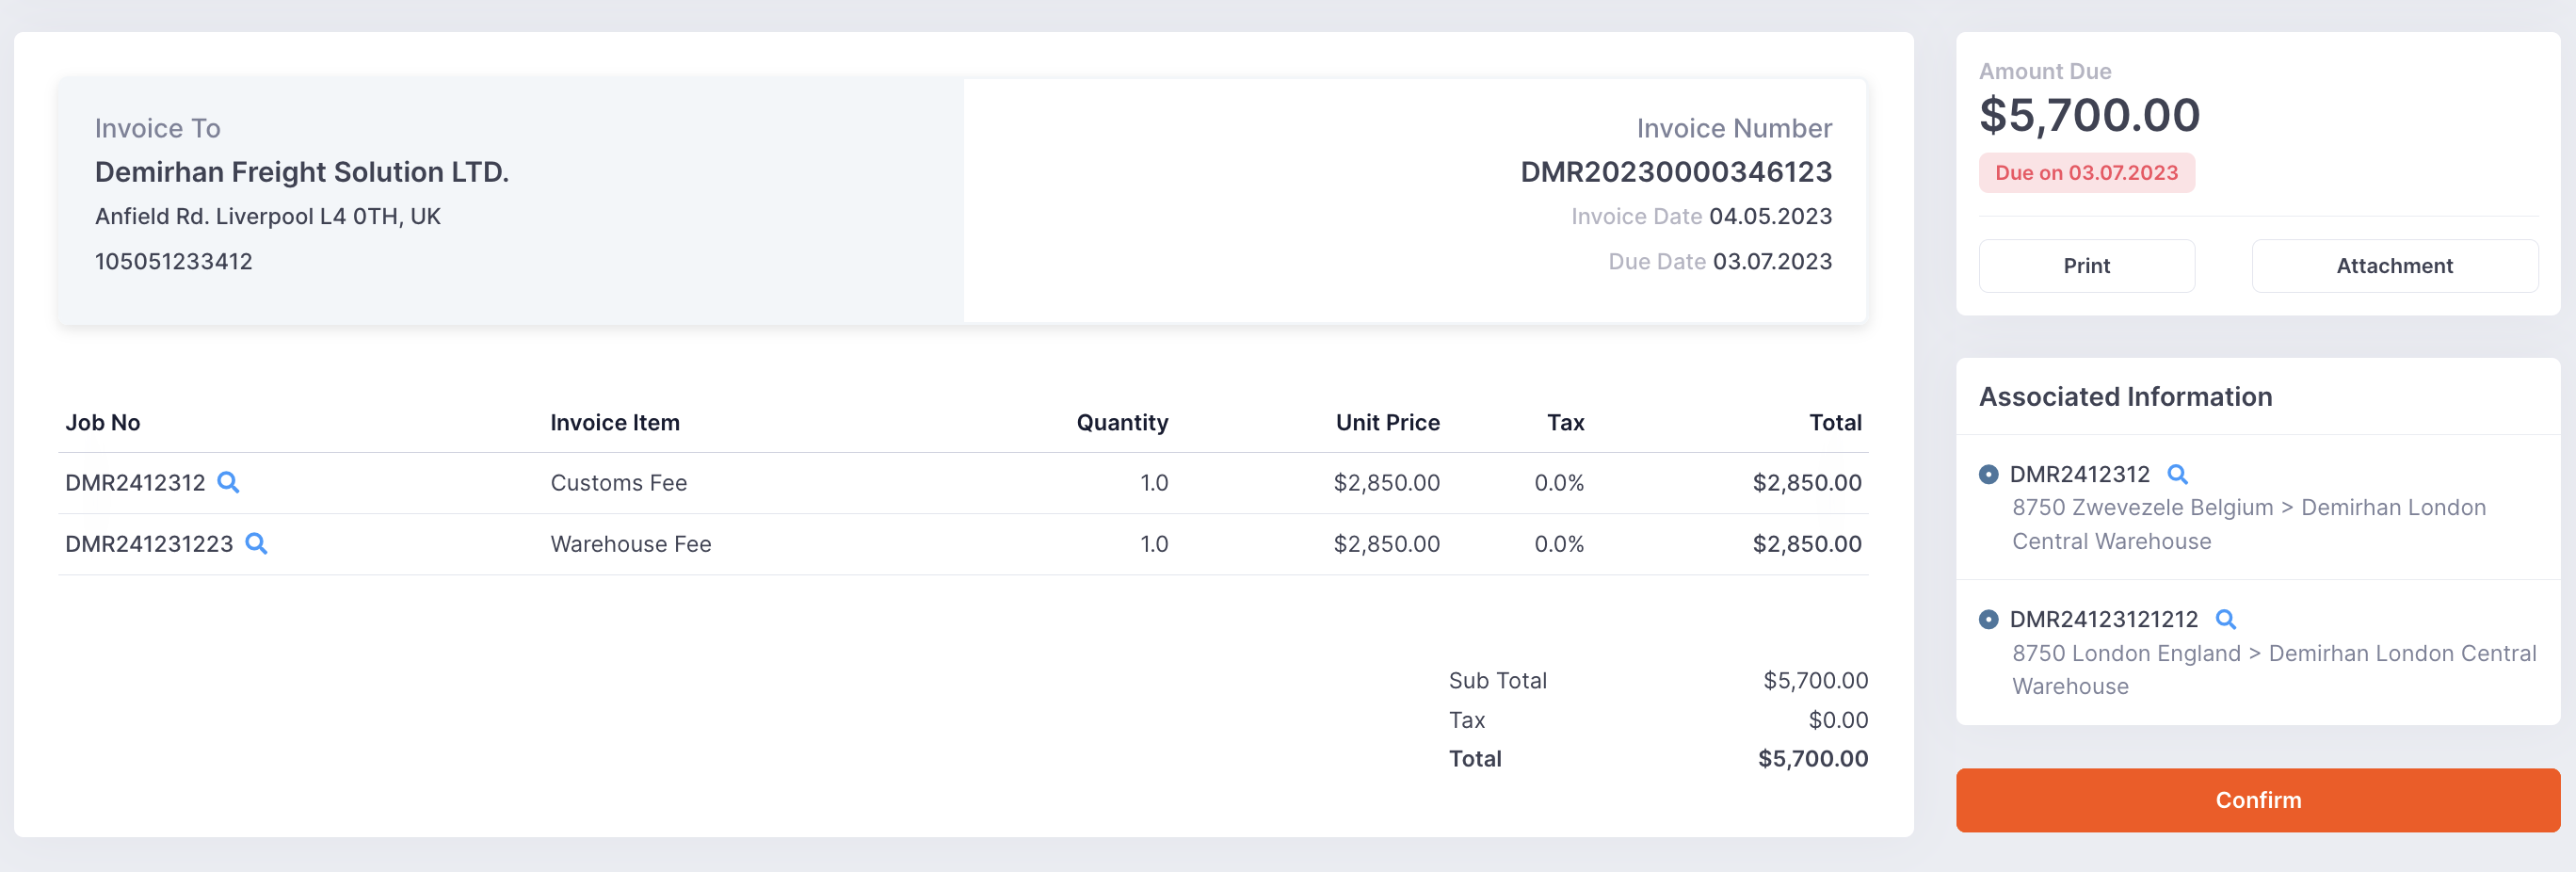 Invoice To
Demirhan Freight Solution LTD.
Anfield Rd. Liverpool L4 0TH, UK
105051233412
Invoice Number
DMR20230000346123
Invoice Date 04.05.2023
Due Date 03.07.2023
Job No Invoice Item Quantity Unit Price Tax Total
DMR2412312 Customs Fee 1.0 $2,850.00 0.0% $2,850.00
DMR241231223 Warehouse Fee 1.0 $2,850.00 0.0% $2,850.00
Sub Total $5,700.00
Tax $0.00
Total $5,700.00
Amount Due
$5,700.00
Due on 03.07.2023
Print Attachment
Associated Information
DMR2412312
8750 Zwevezele Belgium > Demirhan London
Central Warehouse
DMR24123121212
8750 London England > Demirhan London Central
Warehouse
Confirm